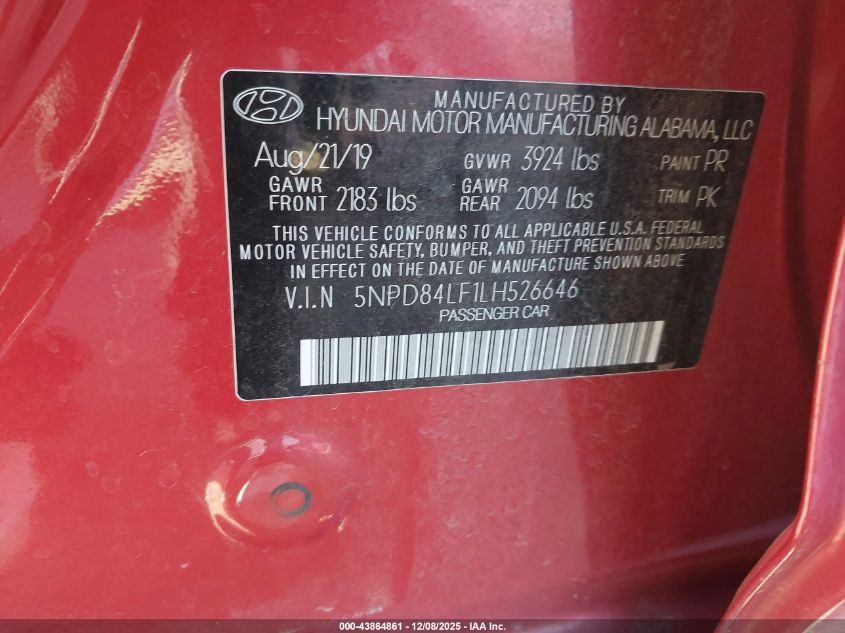 MANUFACTURED BY
HYUNDAI MOTOR MANUFACTURING ALABAMA, LLC
Aug/21/19 GVWR 3924 lbs PAINT PR
GAWR FRONT 2183 lbs GAWR REAR 2094 lbs TRIM PK
THIS VEHICLE CONFORMS TO ALL APPLICABLE U.S.A. FEDERAL
MOTOR VEHICLE SAFETY, BUMPER, AND THEFT PREVENTION STANDARDS
IN EFFECT ON THE DATE OF MANUFACTURE SHOWN ABOVE
V.I.N 5NPD84LF1LH526646
PASSENGER CAR
000-43864861 - 12/08/2025 - IAA Inc.